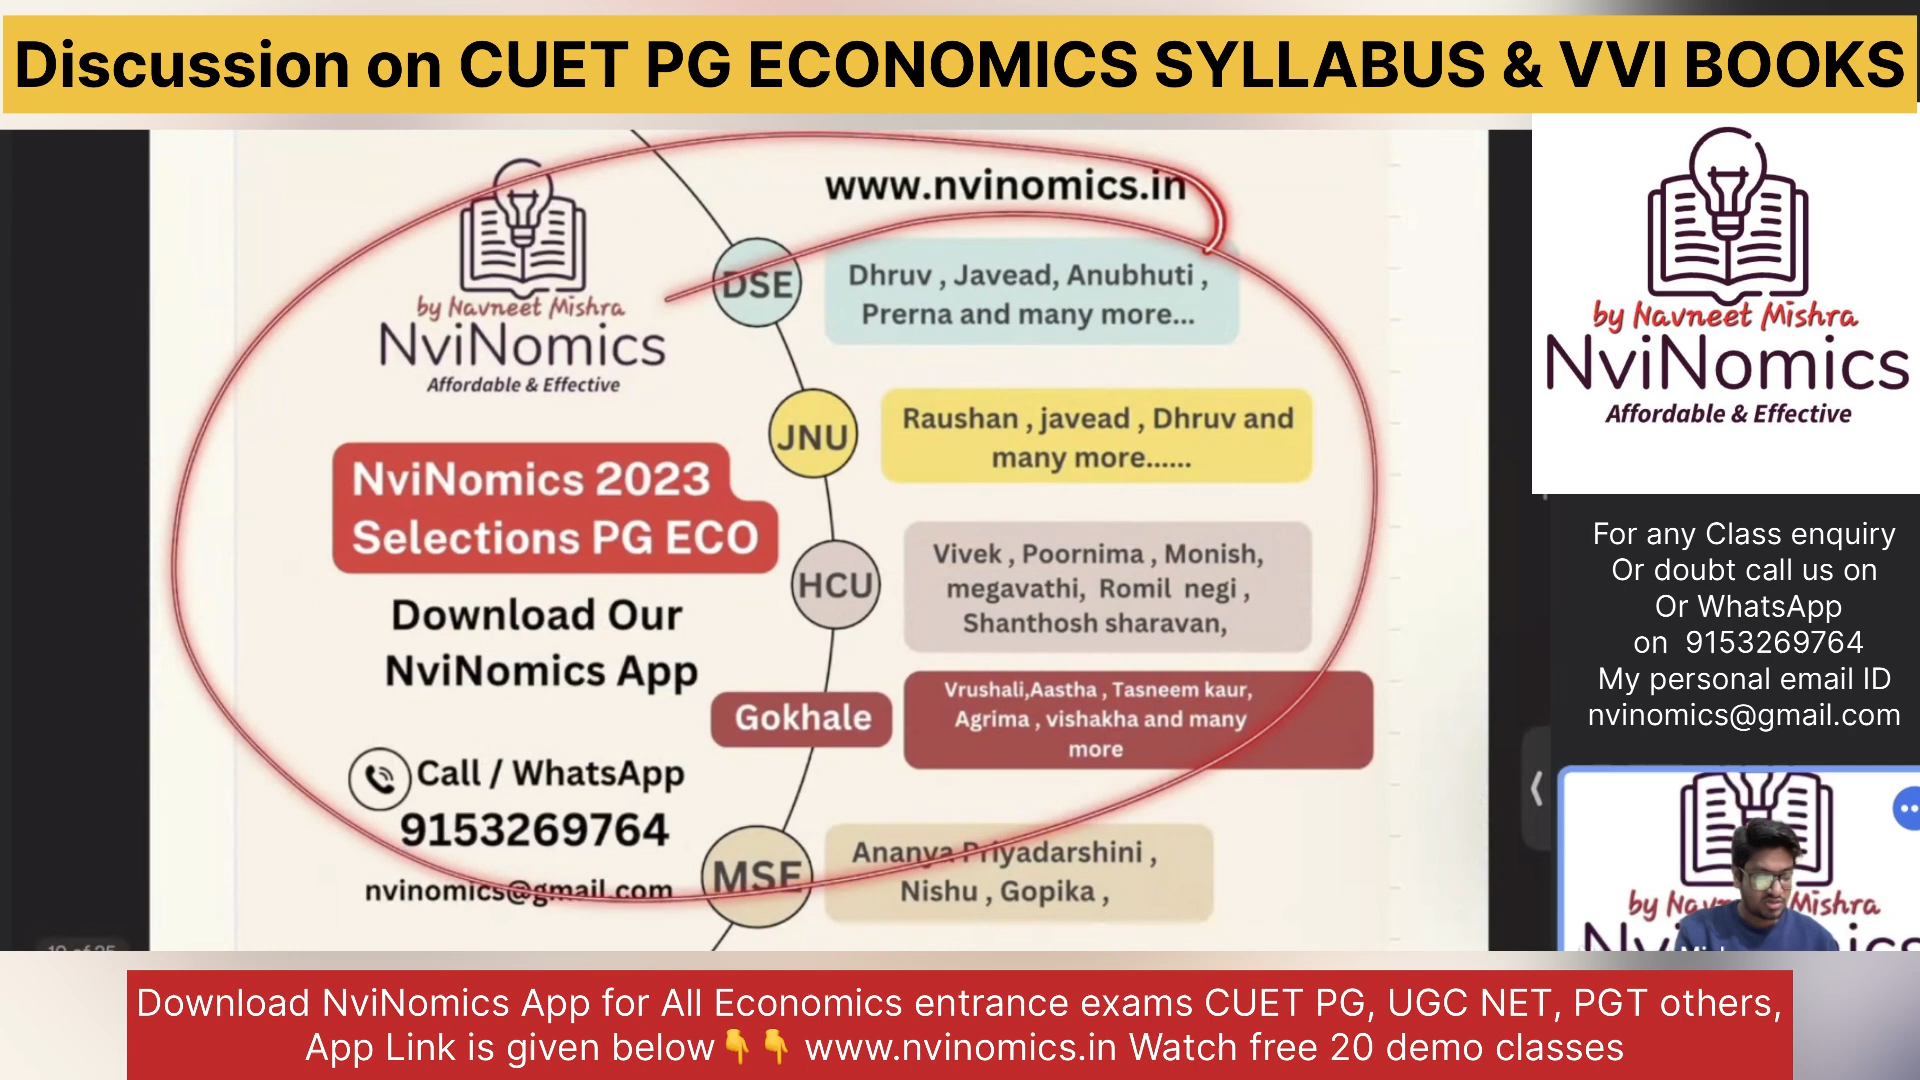 Discussion on CUET PG ECONOMICS SYLLABUS & VVI BOOKS
www.nvinomics.in
by Navneet Mishra
NviNomics
Affordable & Effective
DSE
Dhruv , Javead, Anubhuti ,
Prerna and many more...
JNU
Raushan , javead , Dhruv and
many more......
NviNomics 2023
Selections PG ECO
HCU
Vivek , Poornima , Monish,
megavathi, Romil negi ,
Shanthosh sharavan,
Download Our
NviNomics App
Gokhale
Vrushali,Aastha , Tasneem kaur,
Agrima , vishakha and many
more
Call / WhatsApp
9153269764
nvinomics@gmail.com
MSE
Ananya Priyadarshini ,
Nishu , Gopika ,
by Navneet Mishra
NviNomics
Affordable & Effective
For any Class enquiry
Or doubt call us on
Or WhatsApp
on 9153269764
My personal email ID
nvinomics@gmail.com
Mishra
Download NviNomics App for All Economics entrance exams CUET PG, UGC NET, PGT others,
App Link is given below👇👇 www.nvinomics.in Watch free 20 demo classes